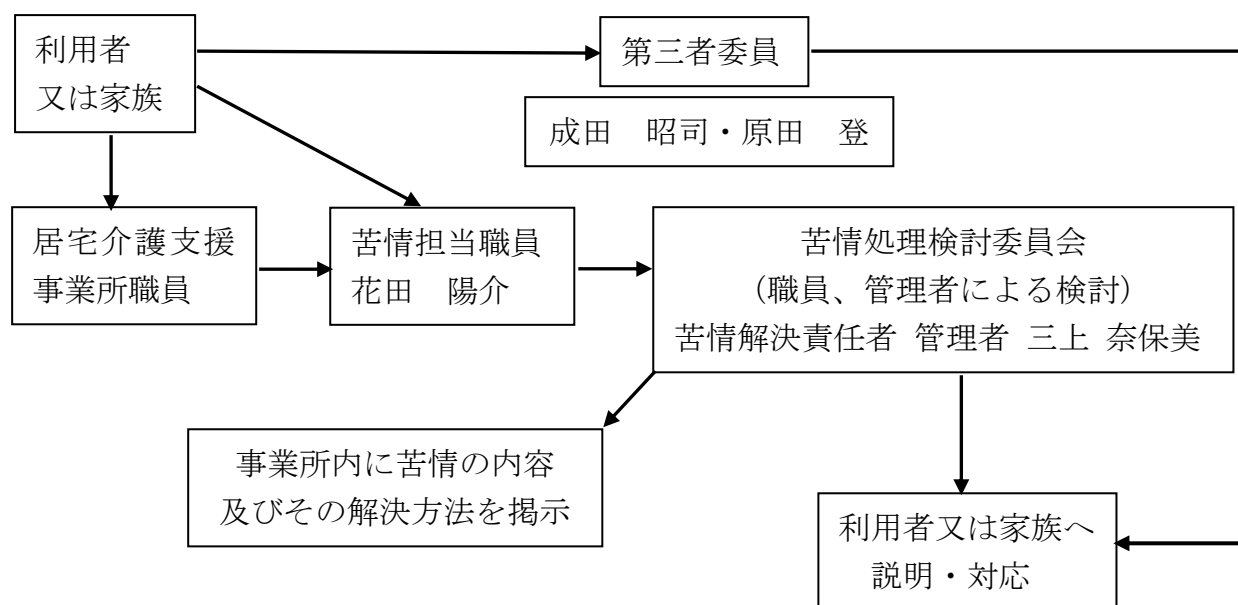 利用者
又は家族
第三者委員
成田　昭司・原田　登
居宅介護支援
事業所職員
苦情担当職員
花田　陽介
苦情処理検討委員会
（職員、管理者による検討）
苦情解決責任者 管理者 三上 奈保美
事業所内に苦情の内容
及びその解決方法を掲示
利用者又は家族へ
説明・対応